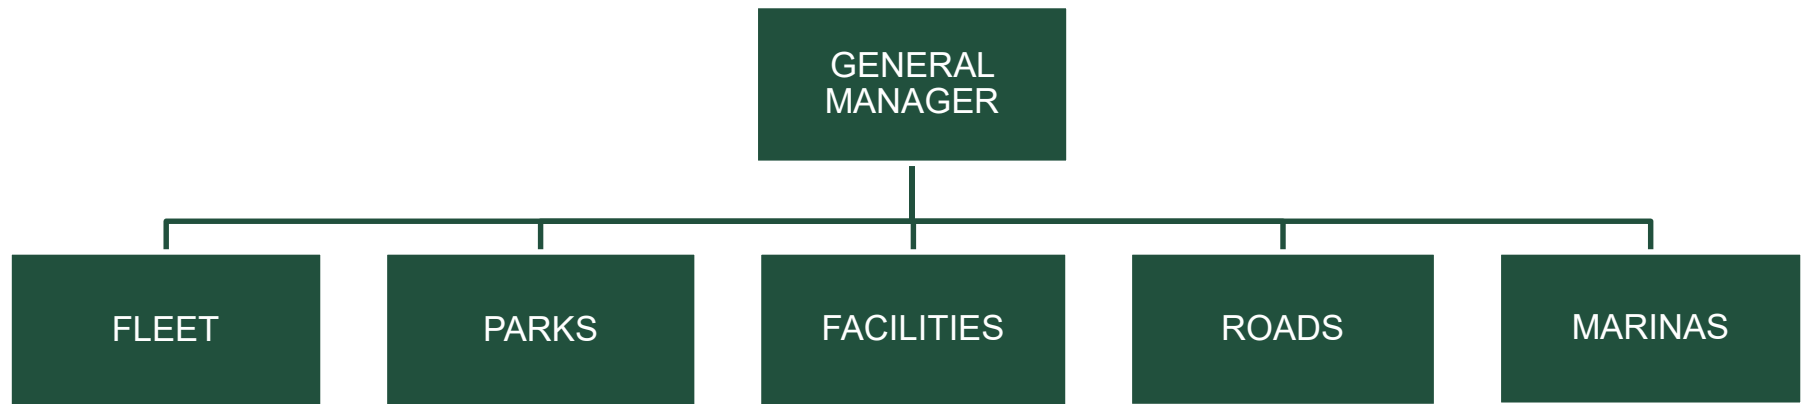 GENERAL
MANAGER
FLEET
PARKS
FACILITIES
ROADS
MARINAS